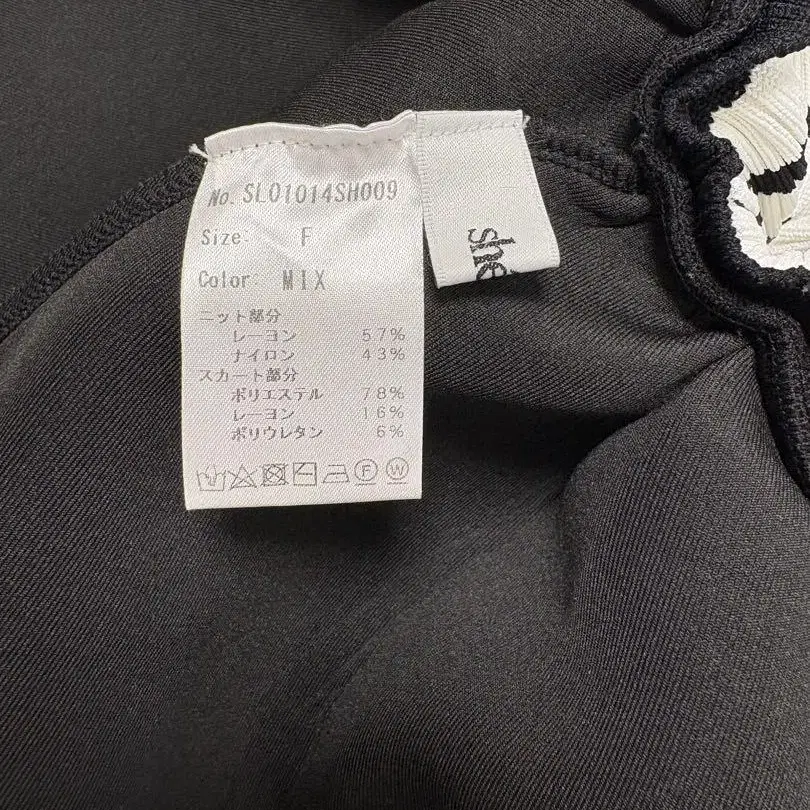 No. SL01014SH009
Size: F
Color: MIX
ニット部分
レーヨン 57%
ナイロン 43%
スカート部分
ポリエステル 78%
レーヨン 16%
ポリウレタン 6%
F W
she